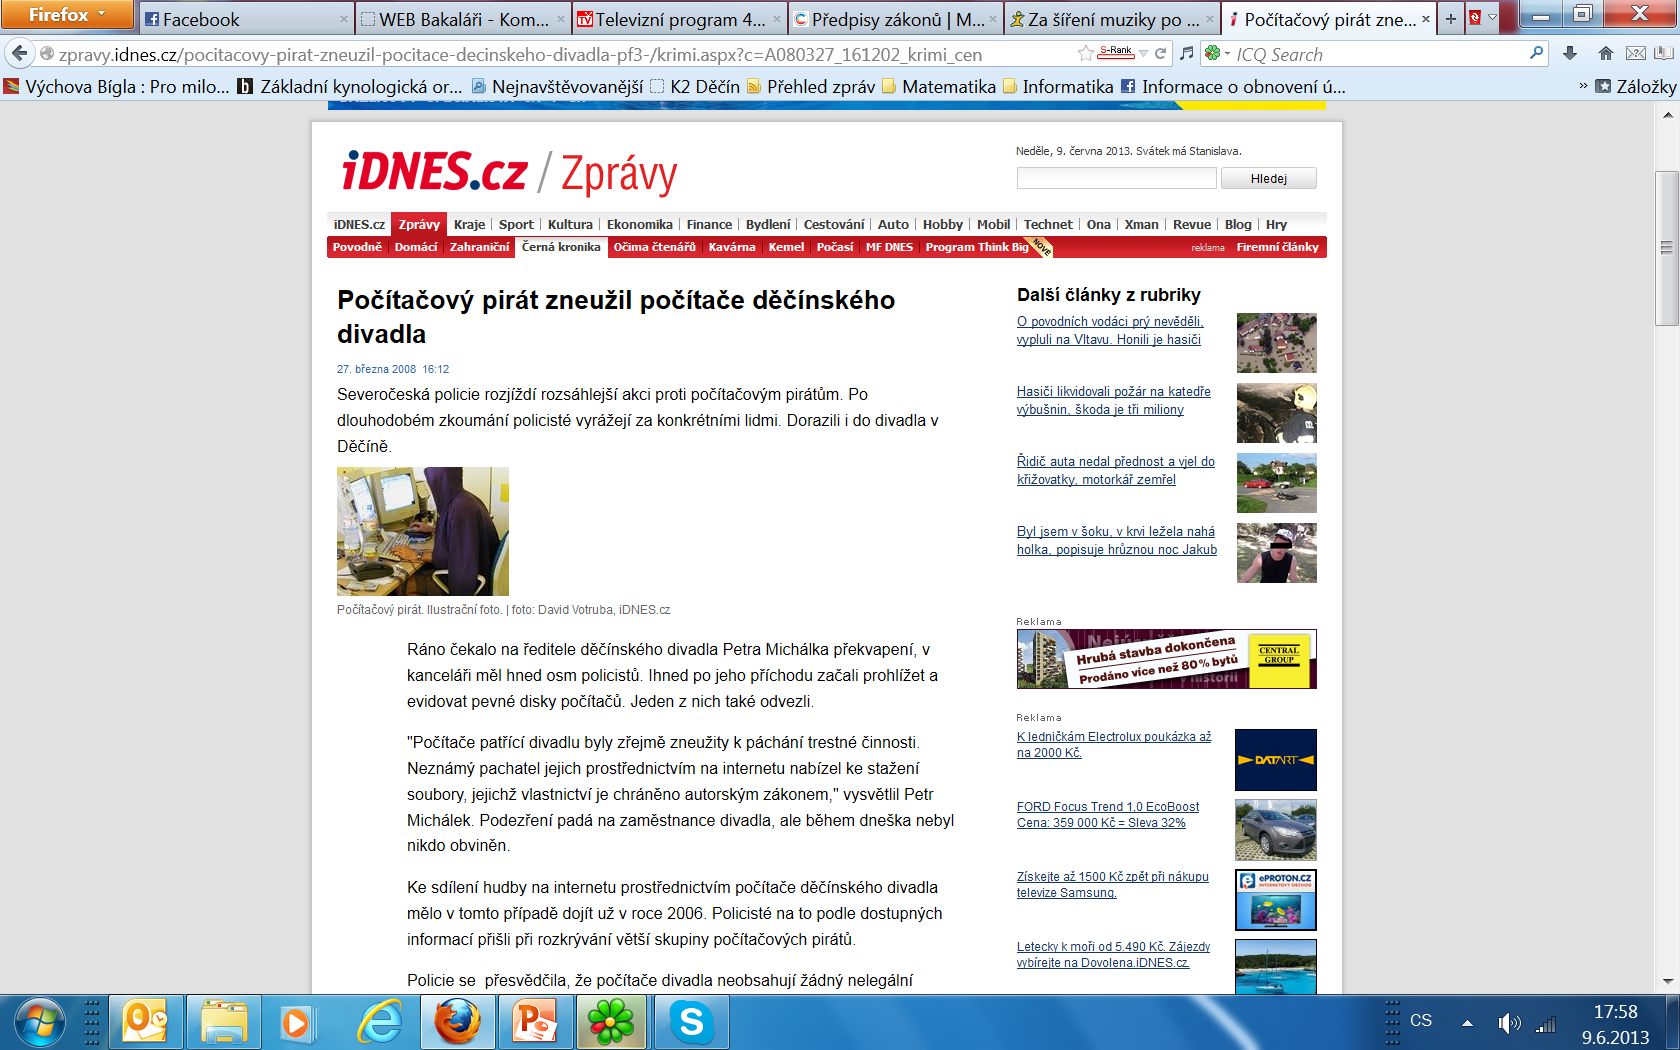 Firefox
Facebook
WEB Bakaláři - Kom...
Televizní program 4...
Předpisy zákonů | M...
Za šíření muziky po ...
Počítačový pirát zne...
zpravy.idnes.cz/pocitacovy-pirat-zneuzil-pocitace-decinskeho-divadla-pf3-/krimi.aspx?c=A080327_161202_krimi_cen
S-Rank
ICQ Search
Výchova Bígla : Pro milo...
Základní kynologická or...
Nejnavštěvovanější
K2 Děčín
Přehled zpráv
Matematika
Informatika
Informace o obnovení ú...
» Záložky
iDNES.cz / Zprávy
Neděle, 9. června 2013. Svátek má Stanislava.
Hledej
iDNES.cz Zprávy Kraje Sport Kultura Ekonomika Finance Bydlení Cestování Auto Hobby Mobil Technet Ona Xman Revue Blog Hry
Povodně Domácí Zahraniční Černá kronika Očima čtenářů Kavárna Kemel Počasí MF DNES Program Think Big NOVÉ reklama Firemní články
Počítačový pirát zneužil počítače děčínského
divadla
27. března 2008 16:12
Severočeská policie rozjíždí rozsáhlejší akci proti počítačovým pirátům. Po
dlouhodobém zkoumání policisté vyrážejí za konkrétními lidmi. Dorazili i do divadla v
Děčíně.
Počítačový pirát. Ilustrační foto. | foto: David Votruba, iDNES.cz
Ráno čekalo na ředitele děčínského divadla Petra Michálka překvapení, v
kanceláři měl hned osm policistů. Ihned po jeho příchodu začali prohlížet a
evidovat pevné disky počítačů. Jeden z nich také odvezli.
"Počítače patřící divadlu byly zřejmě zneužity k páchání trestné činnosti.
Neznámý pachatel jejich prostřednictvím na internetu nabízel ke stažení
soubory, jejichž vlastnictví je chráněno autorským zákonem," vysvětlil Petr
Michálek. Podezření padá na zaměstnance divadla, ale během dneška nebyl
nikdo obviněn.
Ke sdílení hudby na internetu prostřednictvím počítače děčínského divadla
mělo v tomto případě dojít už v roce 2006. Policisté na to podle dostupných
informací přišli při rozkrývání větší skupiny počítačových pirátů.
Policie se  přesvědčila, že počítače divadla neobsahují žádný nelegální
Další články z rubriky
O povodních vodáci prý nevěděli,
vypluli na Vltavu. Honili je hasiči
Hasiči likvidovali požár na katedře
výbušnin, škoda je tři miliony
Řidič auta nedal přednost a vjel do
křižovatky, motorkář zemřel
Byl jsem v šoku, v krvi ležela nahá
holka, popisuje hrůznou noc Jakub
Reklama
Hrubá stavba dokončena
Prodáno více než 80% bytů
CENTRAL
GROUP
Reklama
K ledničkám Electrolux poukázka až
na 2000 Kč.
DATART
FORD Focus Trend 1,0 EcoBoost
Cena: 359 000 Kč = Sleva 32%
Získejte až 1500 Kč zpět při nákupu
televize Samsung.
ePROTON.CZ
INTERNETOVÝ OBCHOD
Letecky k moři od 5.490 Kč. Zájezdy
vybírejte na Dovolena.iDNES.cz.
CS
17:58
9.6.2013